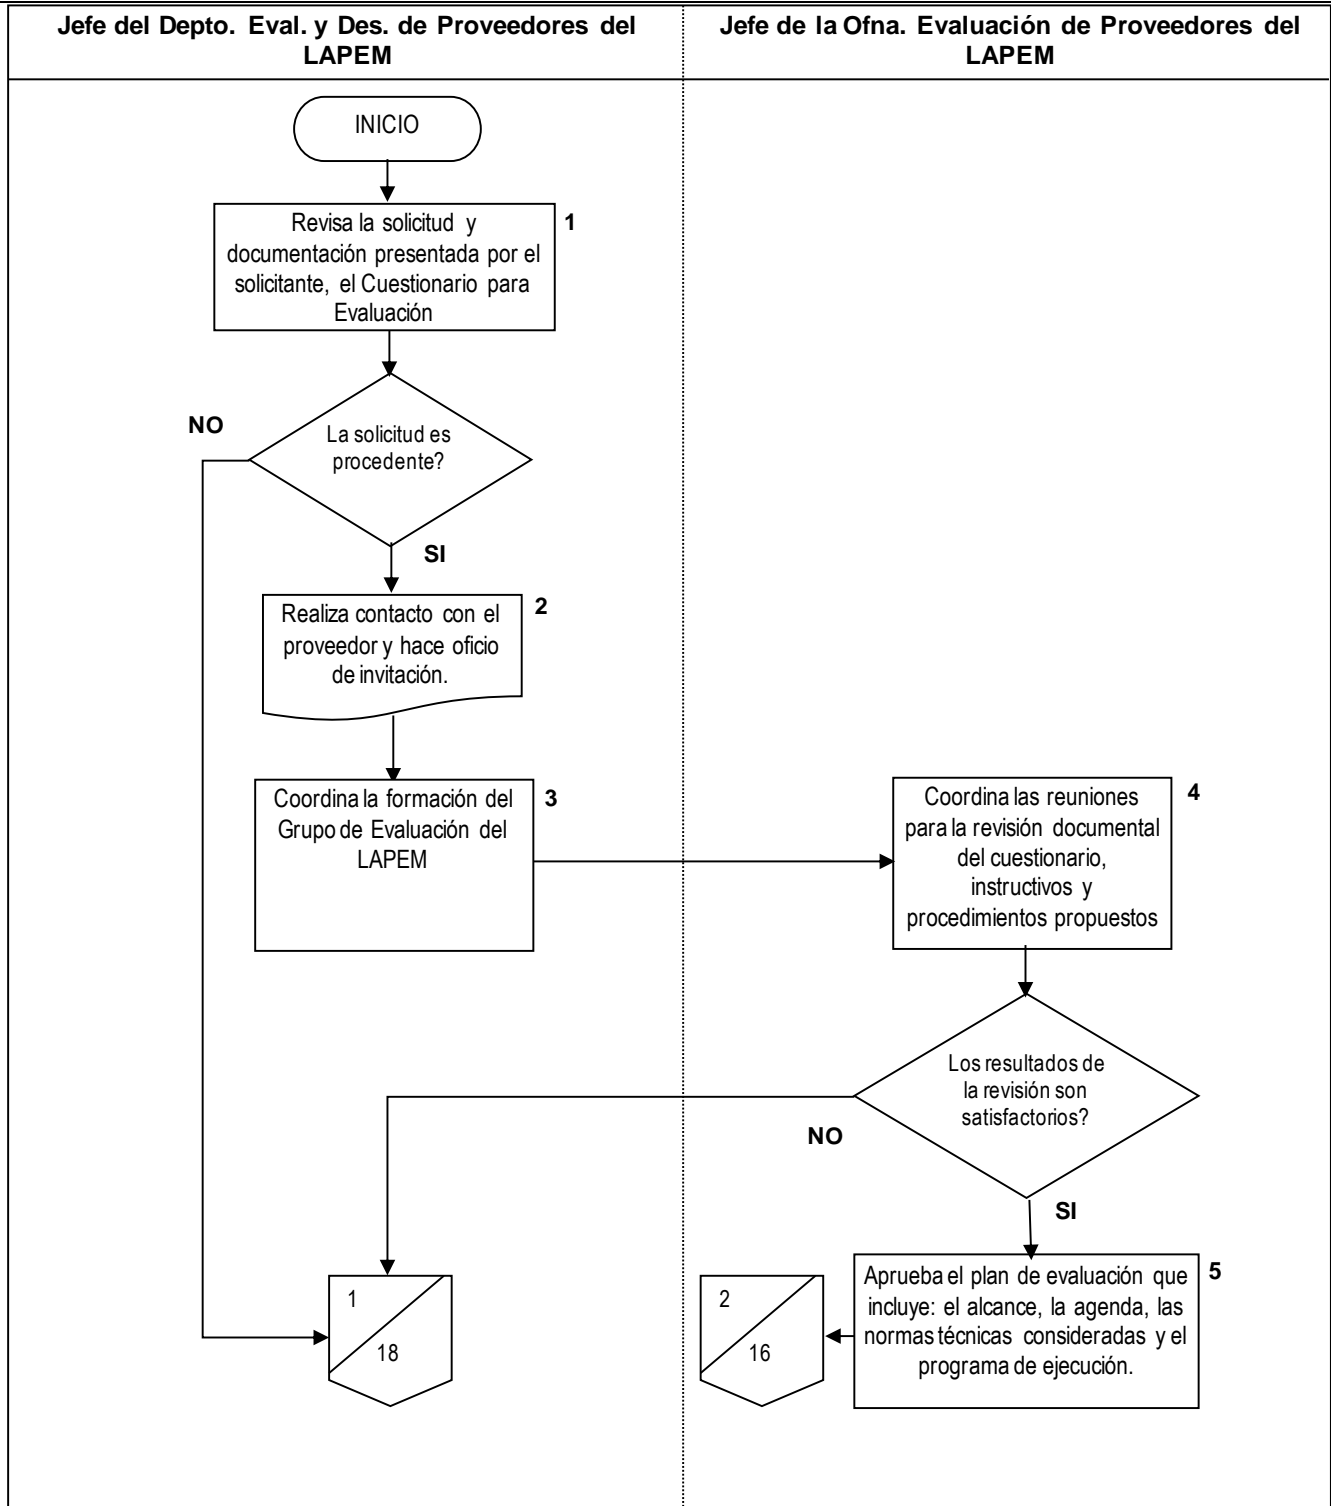 Jefe del Depto. Eval. y Des. de Proveedores del
LAPEM
Jefe de la Ofna. Evaluación de Proveedores del
LAPEM
INICIO
Revisa la solicitud y
documentación presentada por el
solicitante, el Cuestionario para
Evaluación
1
La solicitud es
procedente?
NO
SI
Realiza contacto con el
proveedor y hace oficio
de invitación.
2
Coordina la formación del
Grupo de Evaluación del
LAPEM
3
Coordina las reuniones
para la revisión documental
del cuestionario,
instructivos y
procedimientos propuestos
4
Los resultados de
la revisión son
satisfactorios?
NO
SI
Aprueba el plan de evaluación que
incluye: el alcance, la agenda, las
normas técnicas consideradas y el
programa de ejecución.
5
1
18
2
16